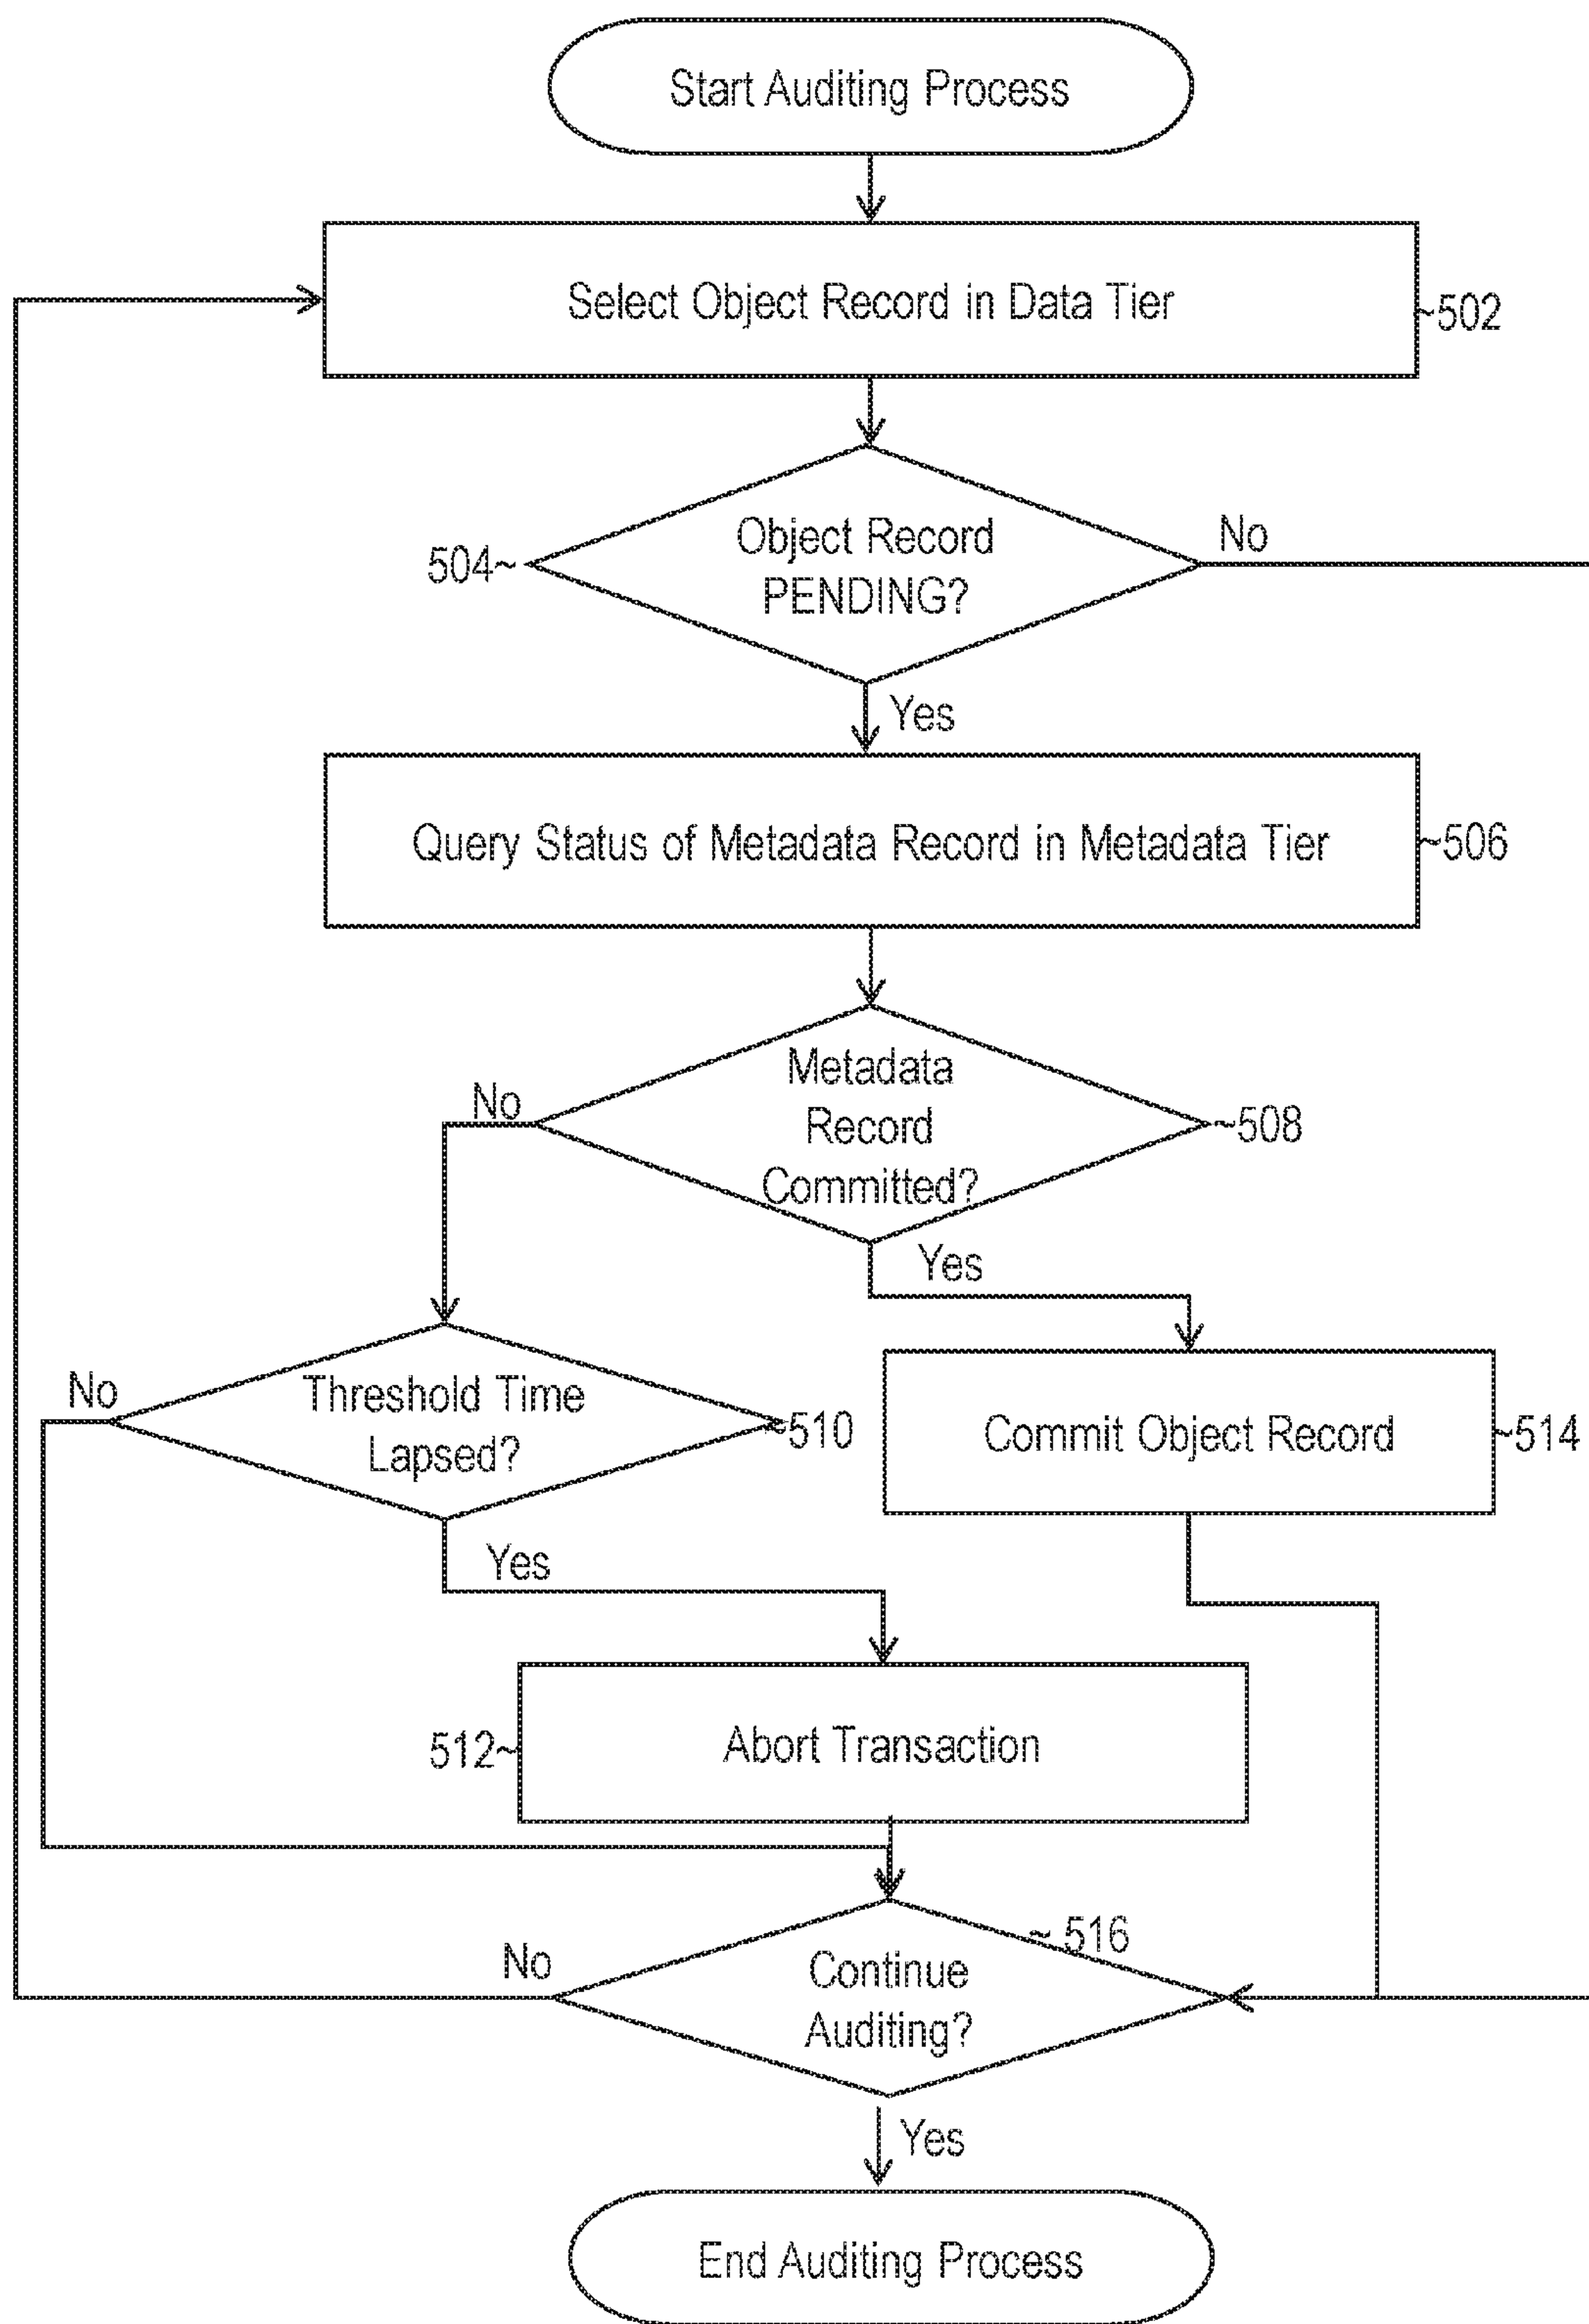 Start Auditing Process
Select Object Record in Data Tier
~502
Object Record
PENDING?
504~
No
Yes
Query Status of Metadata Record in Metadata Tier
~506
Metadata
Record
Committed?
No
~508
Yes
Threshold Time
Lapsed?
No
~510
Commit Object Record
~514
Yes
Abort Transaction
512~
~ 516
Continue
Auditing?
No
Yes
End Auditing Process